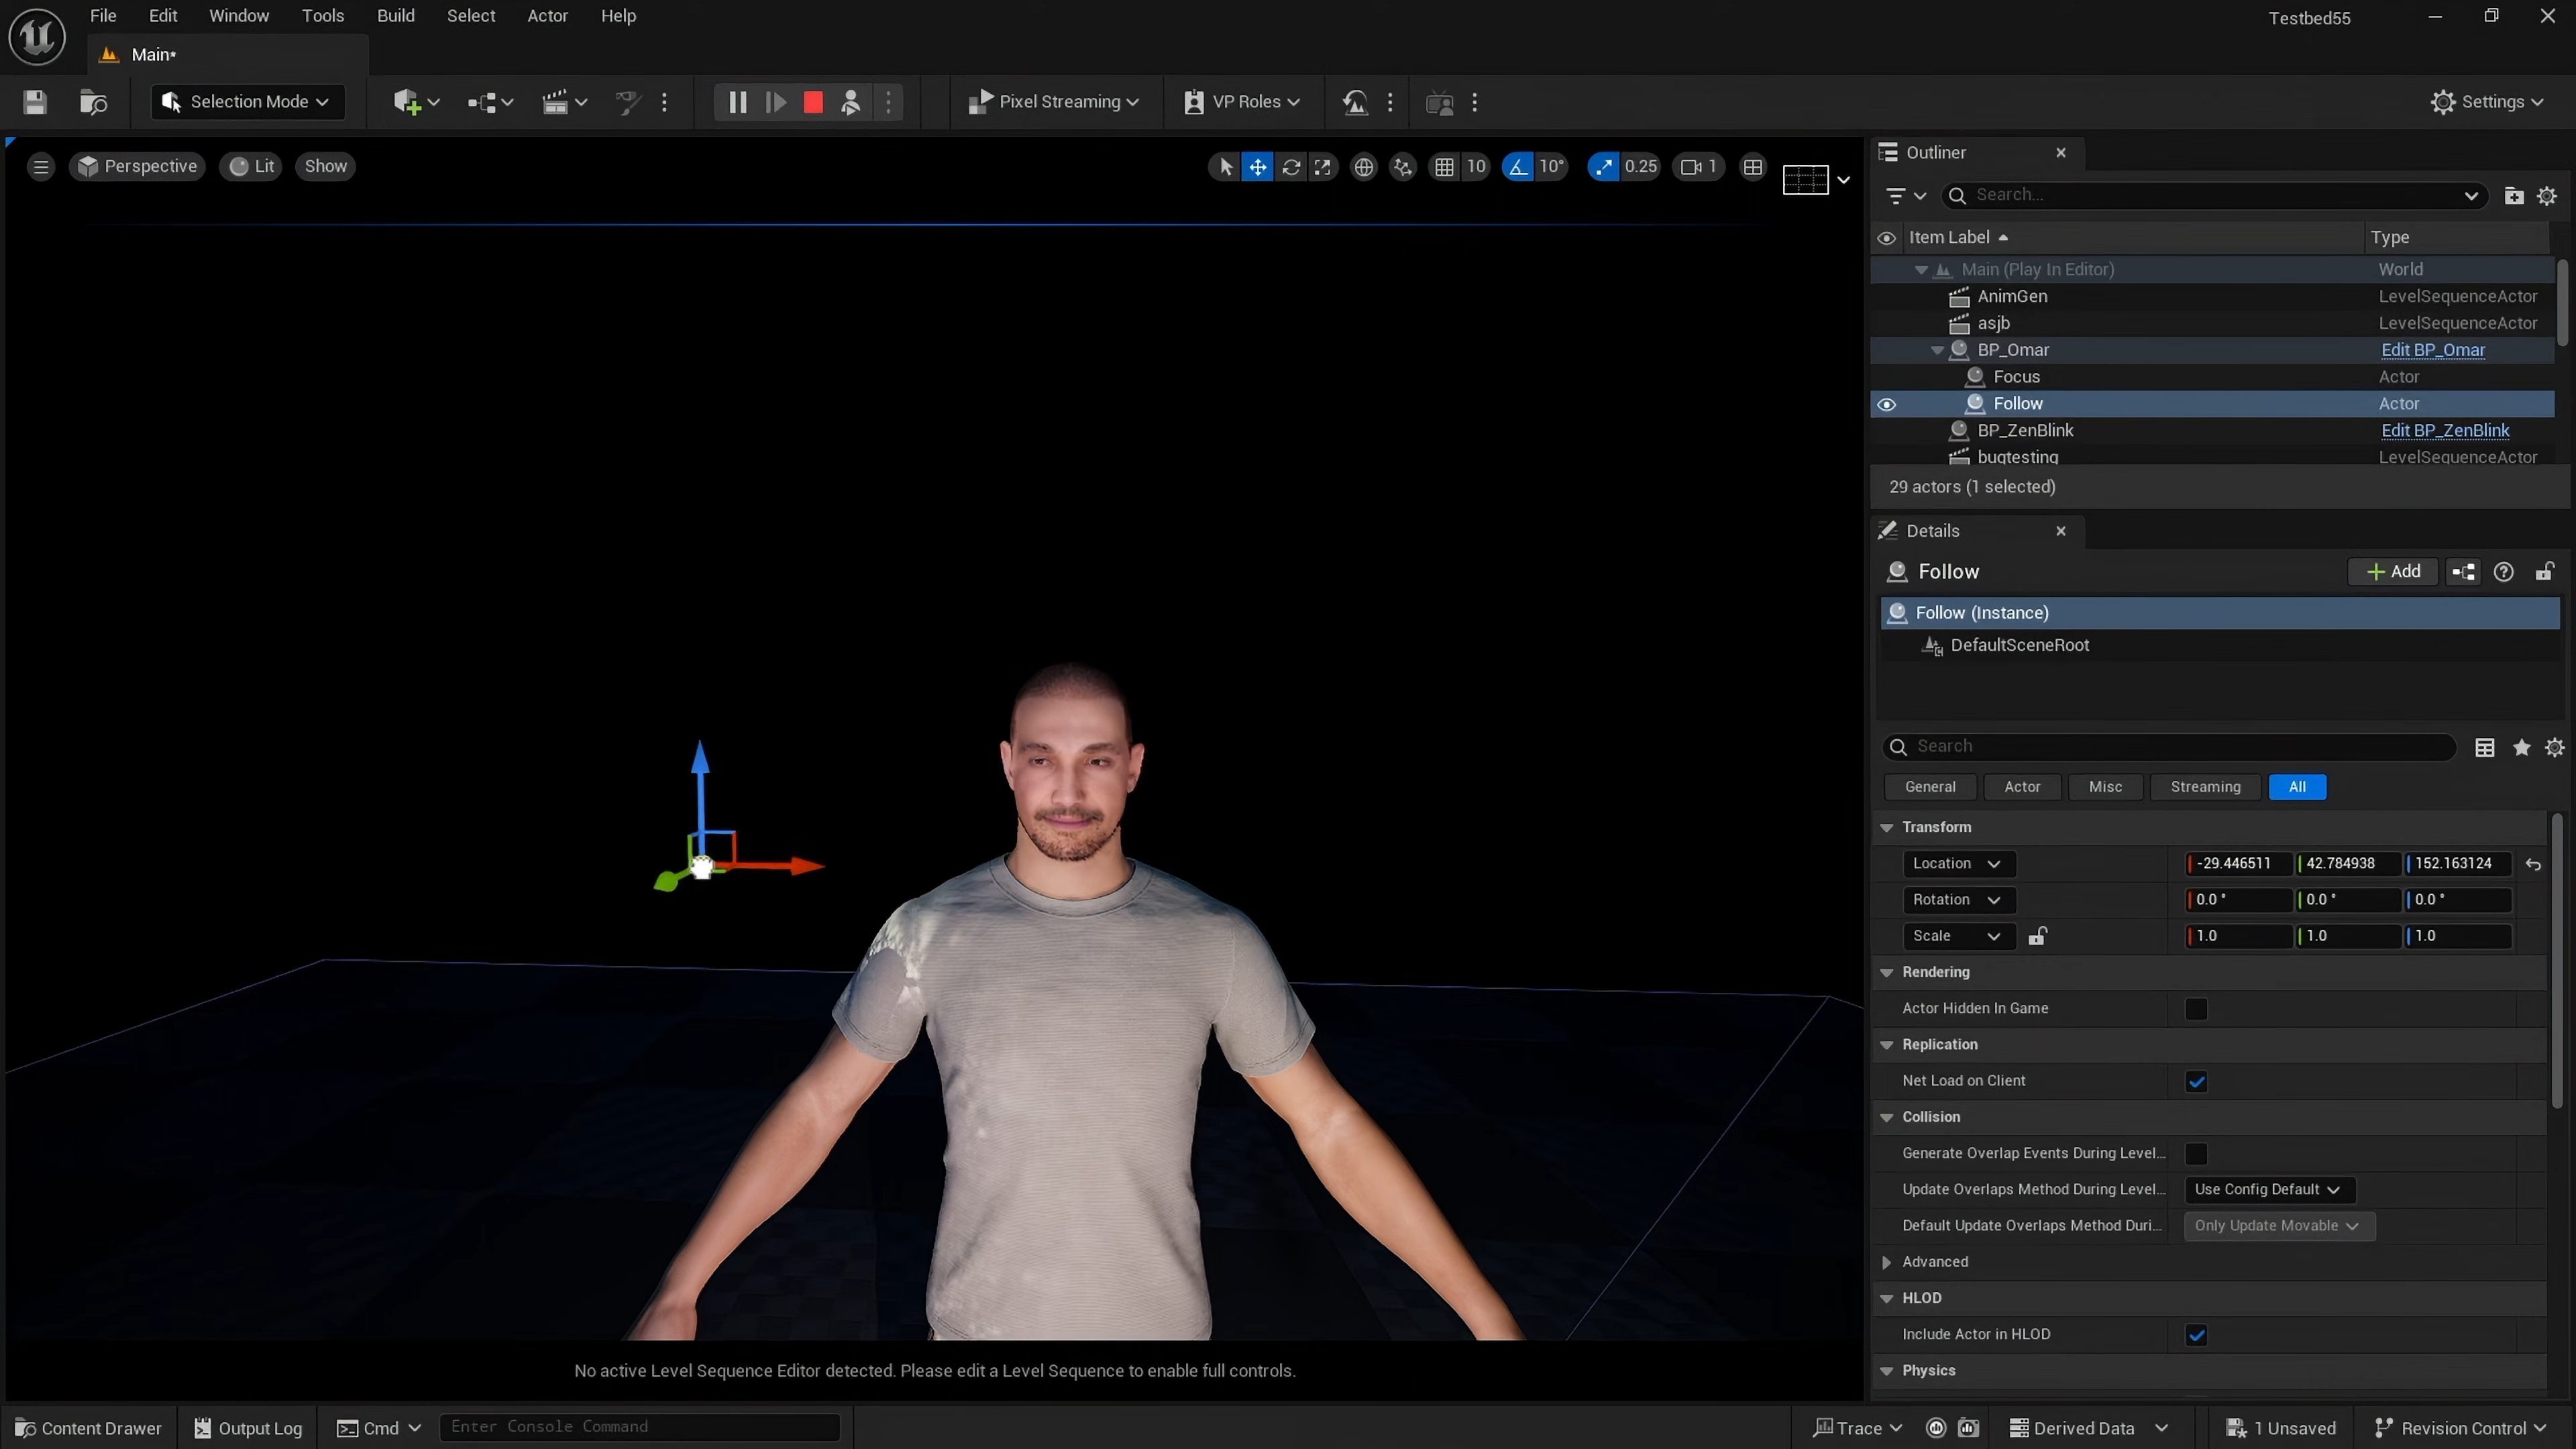 File Edit Window Tools Build Select Actor Help
Testbed55
Main*
Selection Mode
Pixel Streaming
VP Roles
Settings
Perspective Lit Show
10 10° 0.25 1
Outliner
Search...
Item Label Type
Main (Play In Editor) World
AnimGen LevelSequenceActor
asjb LevelSequenceActor
BP_Omar Edit BP_Omar
Focus Actor
Follow Actor
BP_ZenBlink Edit BP_ZenBlink
bugtesting LevelSequenceActor
29 actors (1 selected)
Details
Follow
Add
Follow (Instance)
DefaultSceneRoot
Search
General Actor Misc Streaming All
Transform
Location -29.446511 42.784938 152.163124
Rotation 0.0 ° 0.0 ° 0.0 °
Scale 1.0 1.0 1.0
Rendering
Actor Hidden In Game
Replication
Net Load on Client
Collision
Generate Overlap Events During Level...
Update Overlaps Method During Level... Use Config Default
Default Update Overlaps Method Duri... Only Update Movable
Advanced
HLOD
Include Actor in HLOD
Physics
No active Level Sequence Editor detected. Please edit a Level Sequence to enable full controls.
Content Drawer Output Log Cmd Enter Console Command
Trace Derived Data 1 Unsaved Revision Control